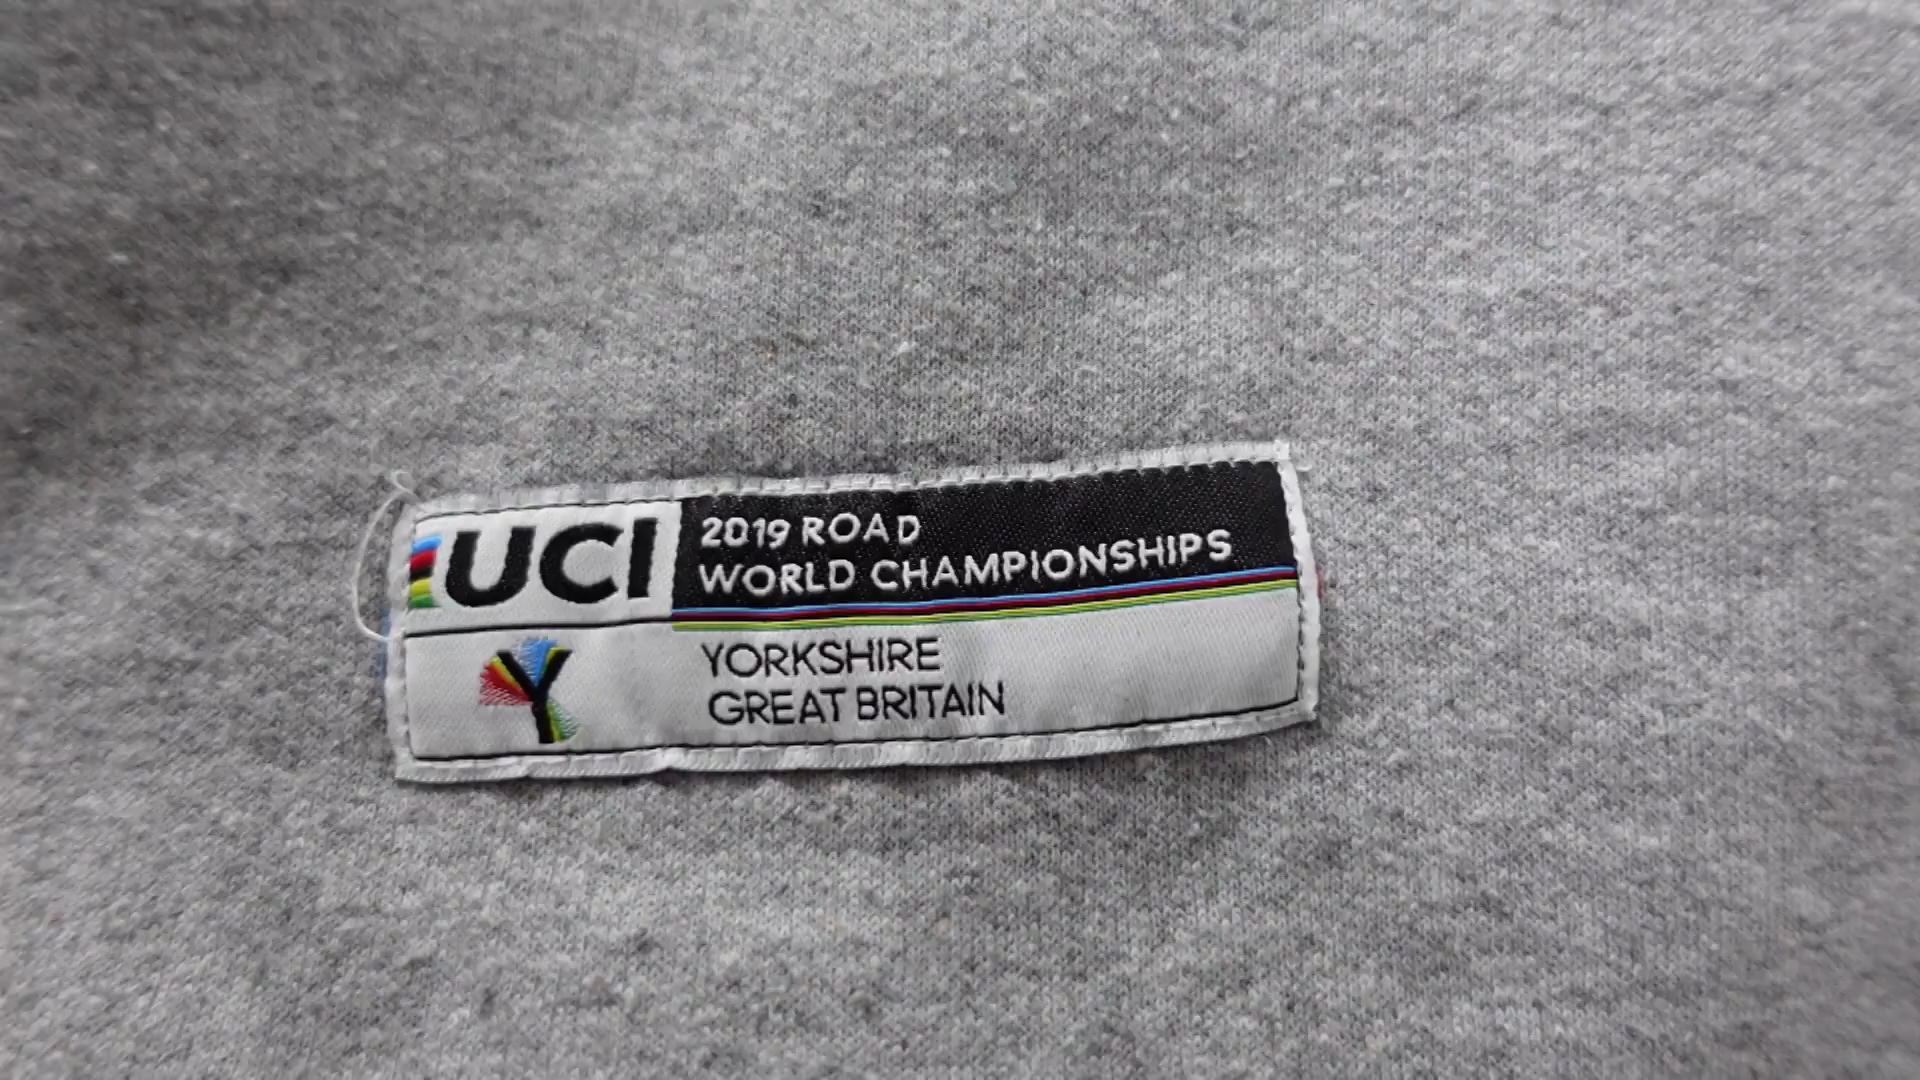 UCI
2019 ROAD
WORLD CHAMPIONSHIPS
Y
YORKSHIRE
GREAT BRITAIN